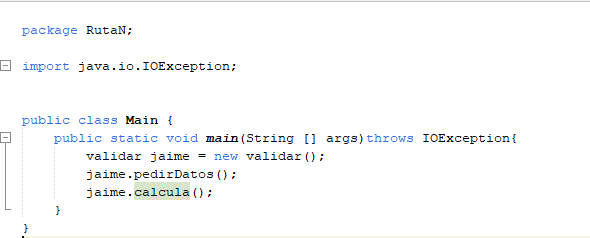 package RutaN;
import java.io.IOException;
public class Main {
public static void main(String [] args)throws IOException{
validar jaime = new validar();
jaime.pedirDatos();
jaime.calcula();
}
}